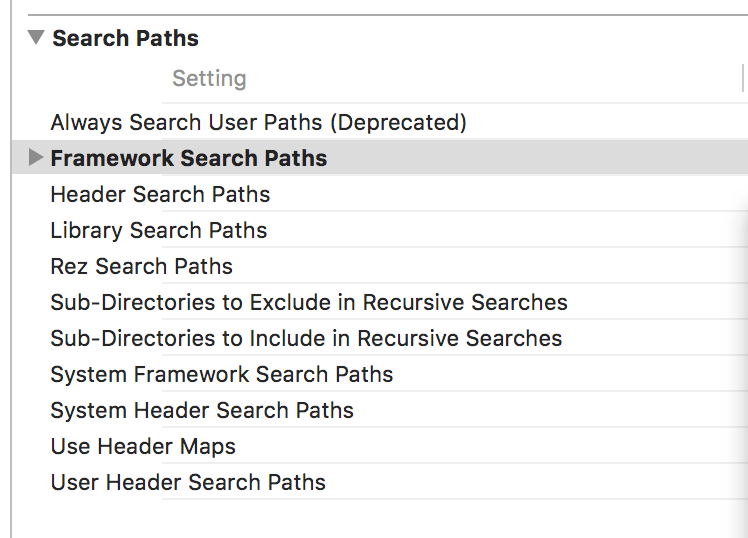 Search Paths
Setting
Always Search User Paths (Deprecated)
Framework Search Paths
Header Search Paths
Library Search Paths
Rez Search Paths
Sub-Directories to Exclude in Recursive Searches
Sub-Directories to Include in Recursive Searches
System Framework Search Paths
System Header Search Paths
Use Header Maps
User Header Search Paths